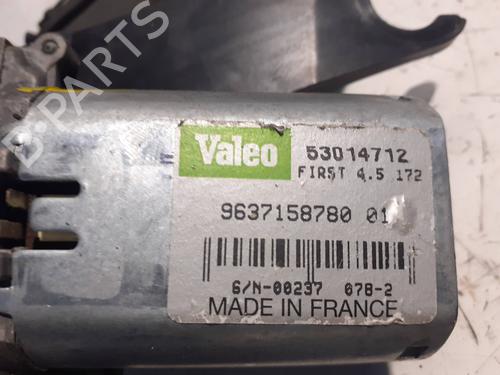 Valeo 53014712
FIRST 4.5 172
9637158780 01
S/N-00237 078-2
MADE IN FRANCE
B-PARTS